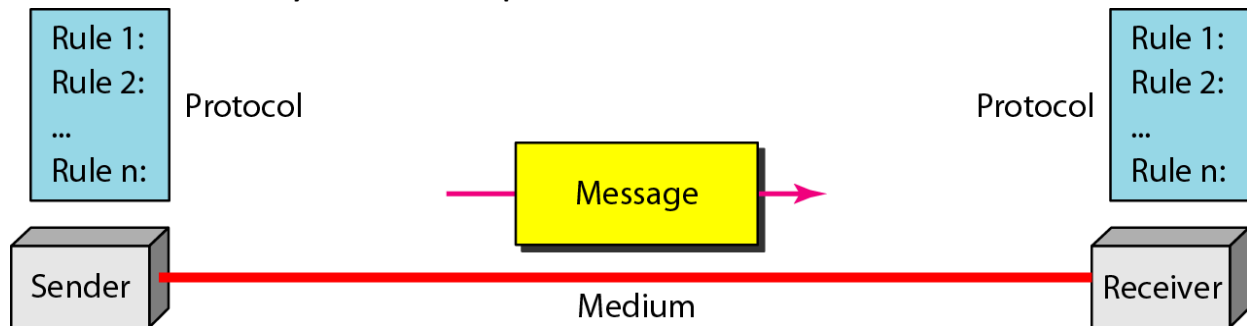 Rule 1:
Rule 2:
...
Rule n:
Protocol
Message
Protocol
Rule 1:
Rule 2:
...
Rule n:
Sender
Medium
Receiver